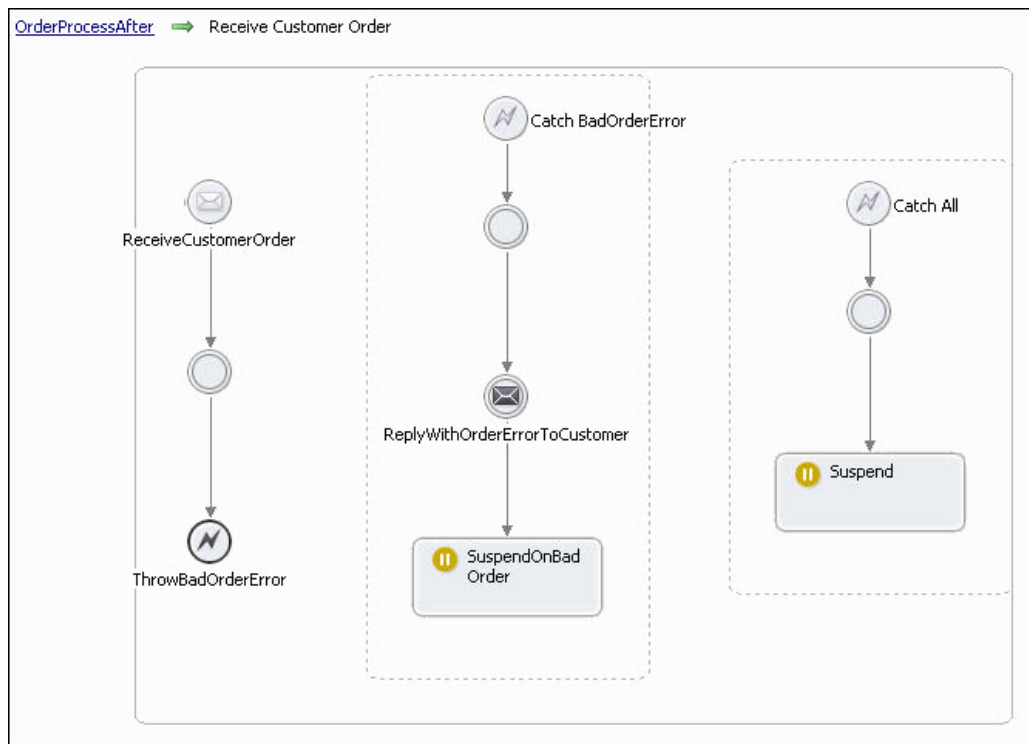 OrderProcessAfter Receive Customer Order
Catch BadOrderError
Catch All
ReceiveCustomerOrder
ReplyWithOrderErrorToCustomer
Suspend
SuspendOnBad
Order
ThrowBadOrderError